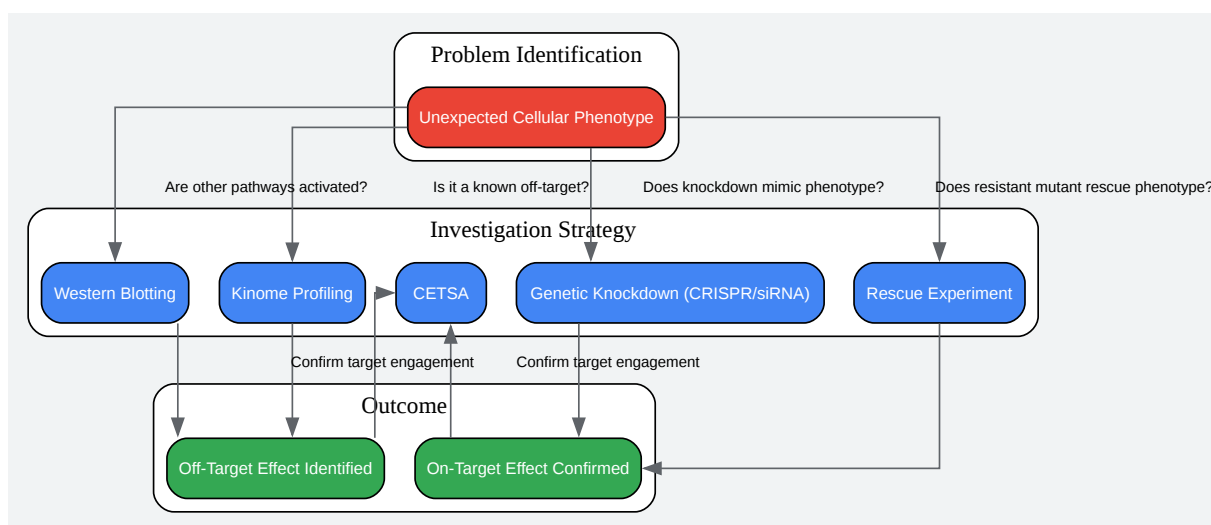 Problem Identification
Unexpected Cellular Phenotype
Are other pathways activated?
Is it a known off-target?
Does knockdown mimic phenotype?
Does resistant mutant rescue phenotype?
Investigation Strategy
Western Blotting
Kinome Profiling
CETSA
Genetic Knockdown (CRISPR/siRNA)
Rescue Experiment
Confirm target engagement
Confirm target engagement
Outcome
Off-Target Effect Identified
On-Target Effect Confirmed